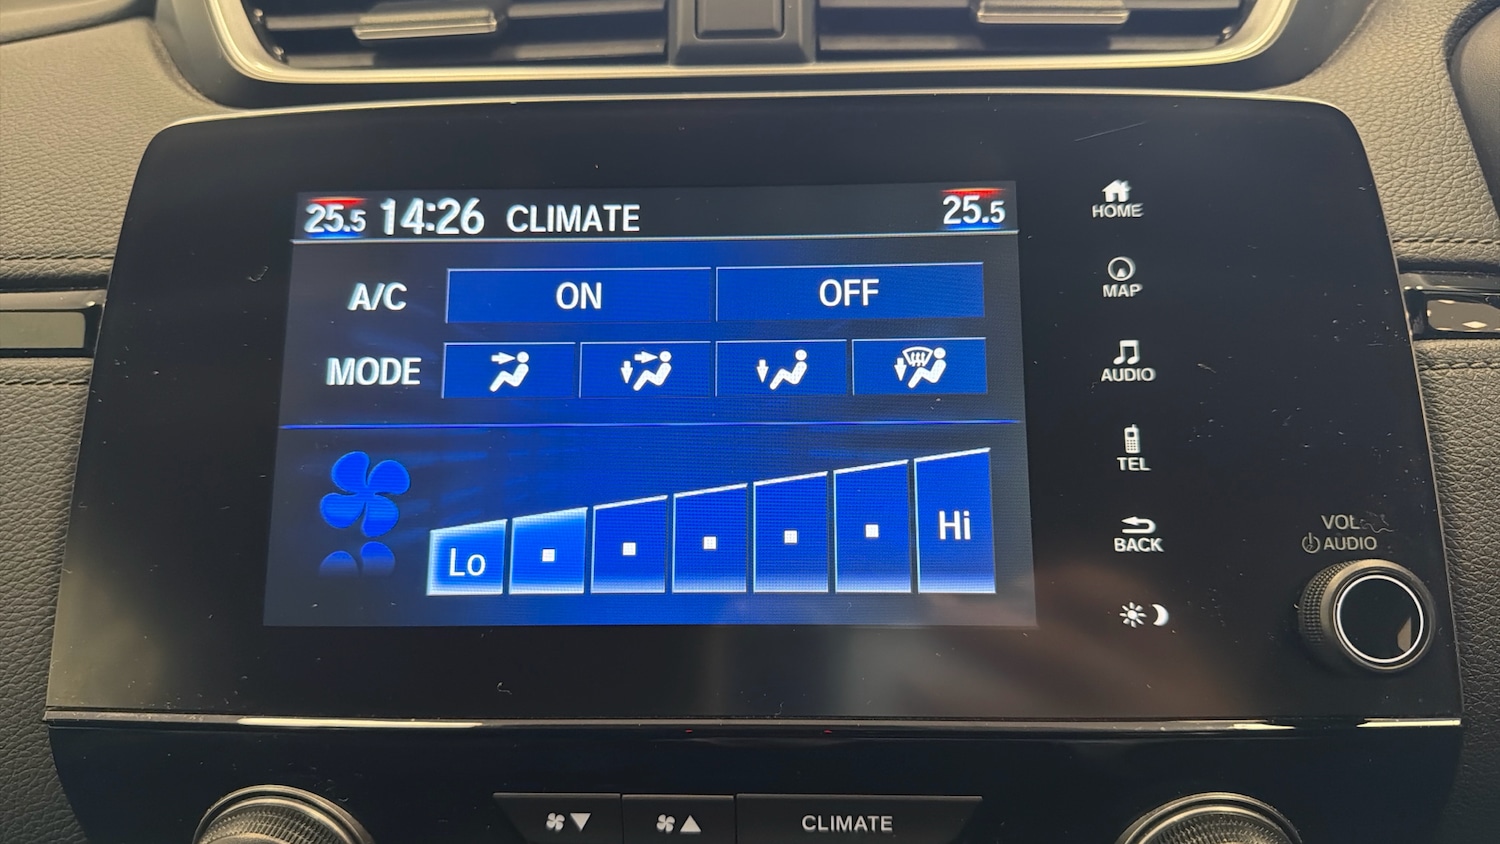 25.5 14:26 CLIMATE 25.5
A/C ON OFF
MODE
Lo Hi
HOME
MAP
AUDIO
TEL
BACK
VOL
AUDIO
CLIMATE